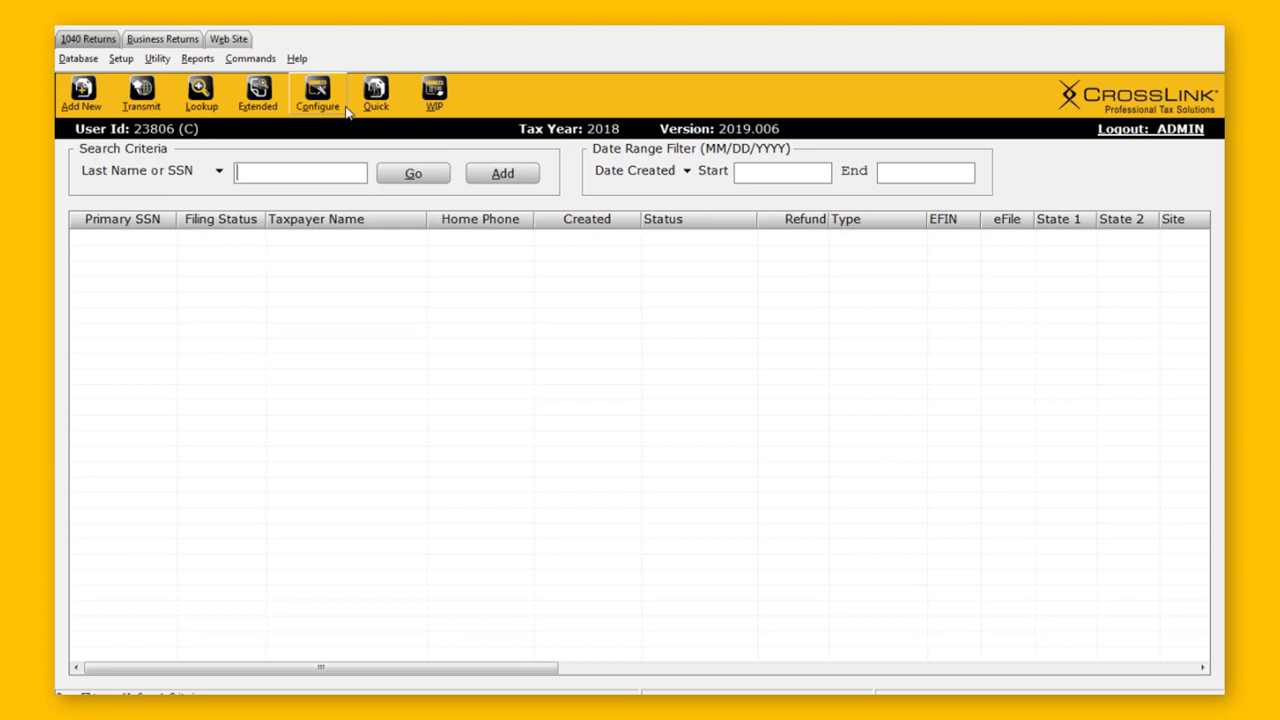 1040 Returns Business Returns Web Site
Database Setup Utility Reports Commands Help
Add New Transmit Lookup Extended Configure Quick WIP
CROSSLINK
Professional Tax Solutions
User Id: 23806 (C) Tax Year: 2018 Version: 2019.006 Logout: ADMIN
Search Criteria Date Range Filter (MM/DD/YYYY)
Last Name or SSN Go Add Date Created Start End
Primary SSN Filing Status Taxpayer Name Home Phone Created Status Refund Type EFIN eFile State 1 State 2 Site